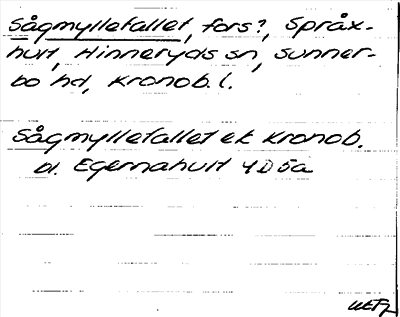 Sågmyllefallet, fors?, Språx-
hult, Hinneryds sn, Sunner-
bo hd, Kronob. l.
Sågmyllefallet ek Kronob.
bl. Egernahult 4D5a